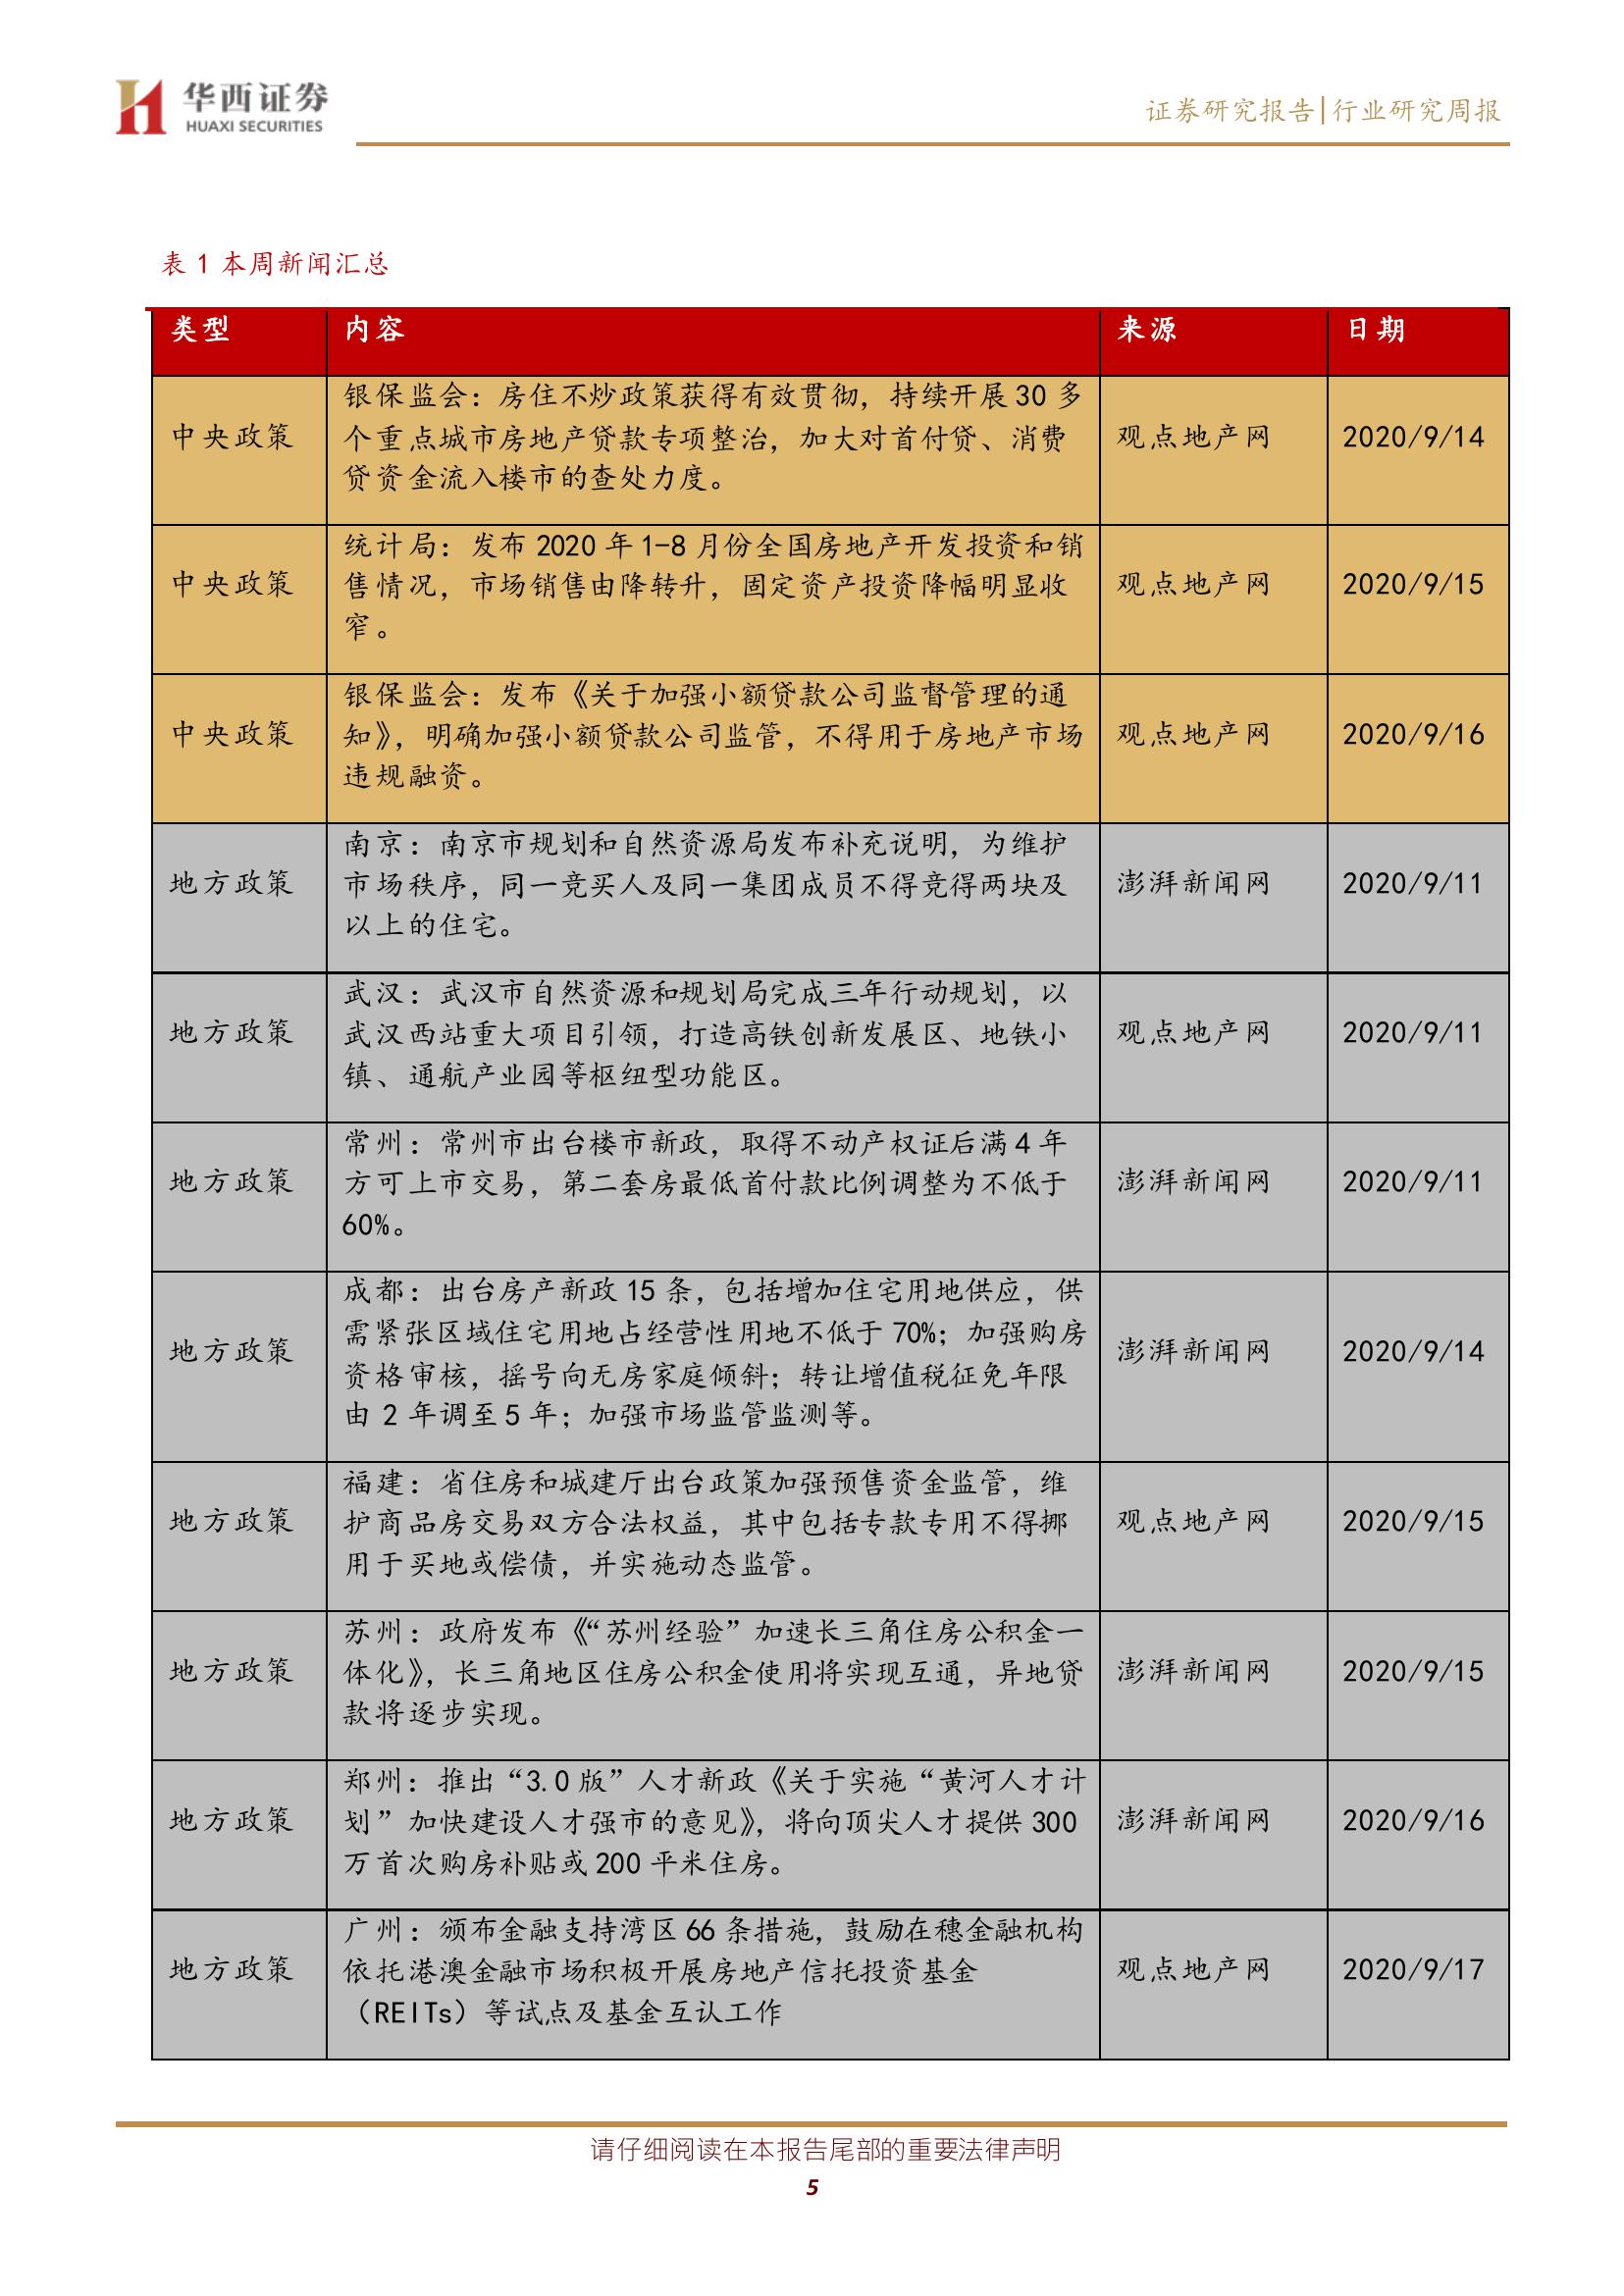 华西证券
HUAXI SECURITIES
证券研究报告|行业研究周报
表 1 本周新闻汇总
类型 内容 来源 日期
中央政策
银保监会：房住不炒政策获得有效贯彻，持续开展 30 多
个重点城市房地产贷款专项整治，加大对首付贷、消费
贷资金流入楼市的查处力度。
观点地产网
2020/9/14
中央政策
统计局：发布 2020 年 1-8 月份全国房地产开发投资和销
售情况，市场销售由降转升，固定资产投资降幅明显收
窄。
观点地产网
2020/9/15
中央政策
银保监会：发布《关于加强小额贷款公司监督管理的通
知》，明确加强小额贷款公司监管，不得用于房地产市场
违规融资。
观点地产网
2020/9/16
地方政策
南京：南京市规划和自然资源局发布补充说明，为维护
市场秩序，同一竞买人及同一集团成员不得竞得两块及
以上的住宅。
澎湃新闻网
2020/9/11
地方政策
武汉：武汉市自然资源和规划局完成三年行动规划，以
武汉西站重大项目引领，打造高铁创新发展区、地铁小
镇、通航产业园等枢纽型功能区。
观点地产网
2020/9/11
地方政策
常州：常州市出台楼市新政，取得不动产权证后满 4 年
方可上市交易，第二套房最低首付款比例调整为不低于
60%。
澎湃新闻网
2020/9/11
地方政策
成都：出台房产新政 15 条，包括增加住宅用地供应，供
需紧张区域住宅用地占经营性用地不低于 70%；加强购房
资格审核，摇号向无房家庭倾斜；转让增值税征免年限
由 2 年调至 5 年；加强市场监管监测等。
澎湃新闻网
2020/9/14
地方政策
福建：省住房和城建厅出台政策加强预售资金监管，维
护商品房交易双方合法权益，其中包括专款专用不得挪
用于买地或偿债，并实施动态监管。
观点地产网
2020/9/15
地方政策
苏州：政府发布《“苏州经验”加速长三角住房公积金一
体化》，长三角地区住房公积金使用将实现互通，异地贷
款将逐步实现。
澎湃新闻网
2020/9/15
地方政策
郑州：推出“3.0 版”人才新政《关于实施“黄河人才计
划”加快建设人才强市的意见》，将向顶尖人才提供 300
万首次购房补贴或 200 平米住房。
澎湃新闻网
2020/9/16
地方政策
广州：颁布金融支持湾区 66 条措施，鼓励在穗金融机构
依托港澳金融市场积极开展房地产信托投资基金
（REITs）等试点及基金互认工作
观点地产网
2020/9/17
请仔细阅读在本报告尾部的重要法律声明
5